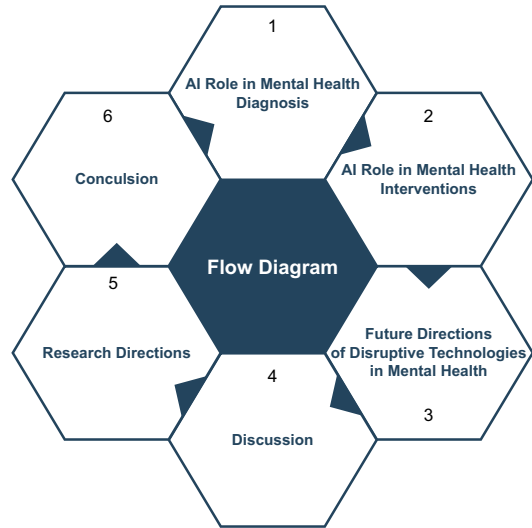 1
AI Role in Mental Health
Diagnosis
2
AI Role in Mental Health
Interventions
Future Directions
of Disruptive Technologies
in Mental Health
3
4
Discussion
5
Research Directions
6
Conculsion
Flow Diagram